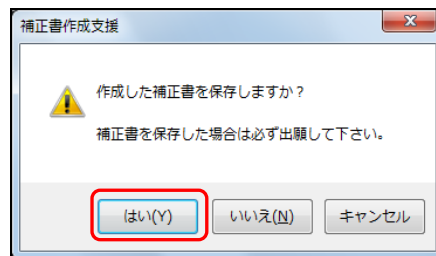 補正書作成支援
作成した補正書を保存しますか？
補正書を保存した場合は必ず出願して下さい。
はい(Y)
いいえ(N)
キャンセル